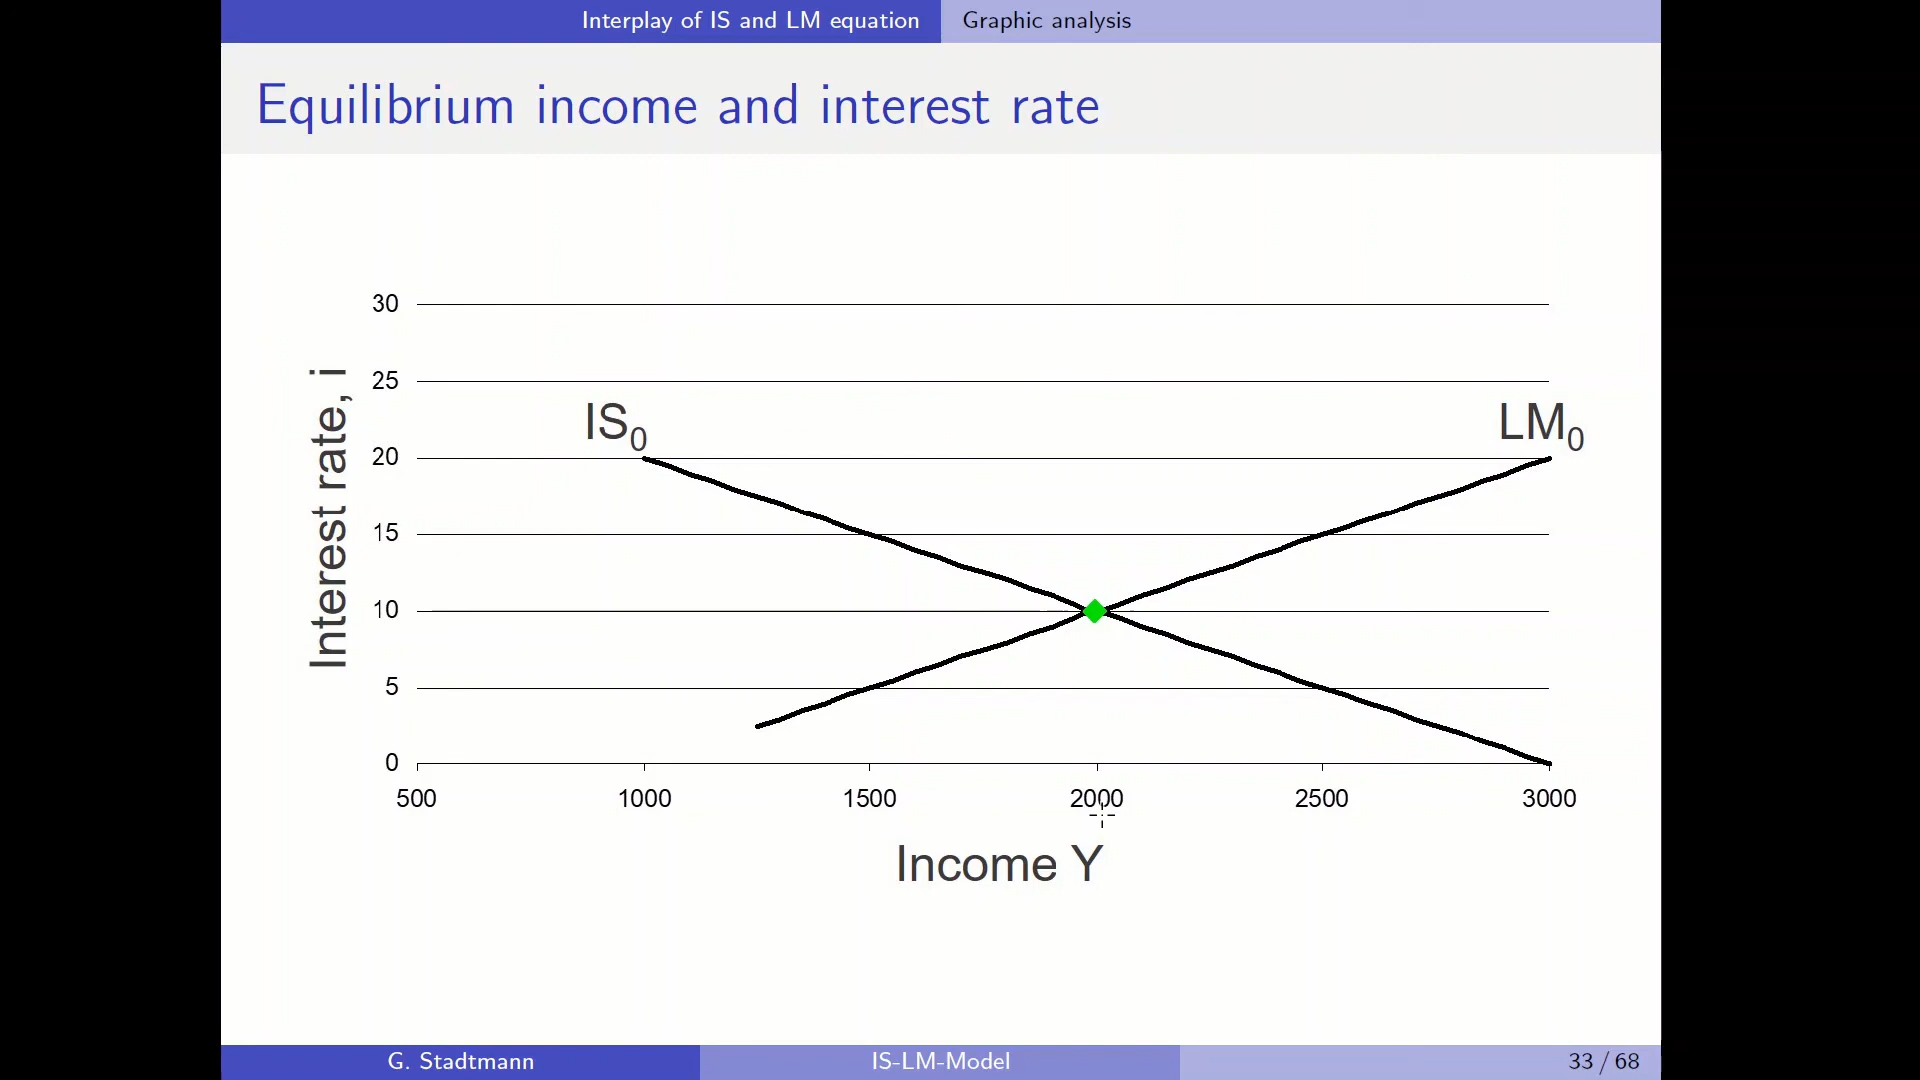 Interplay of IS and LM equation
Graphic analysis
Equilibrium income and interest rate
30
25
20
15
10
5
0
Interest rate, i
IS₀
LM₀
500 1000 1500 2000 2500 3000
Income Y
G. Stadtmann
IS-LM-Model
33 / 68